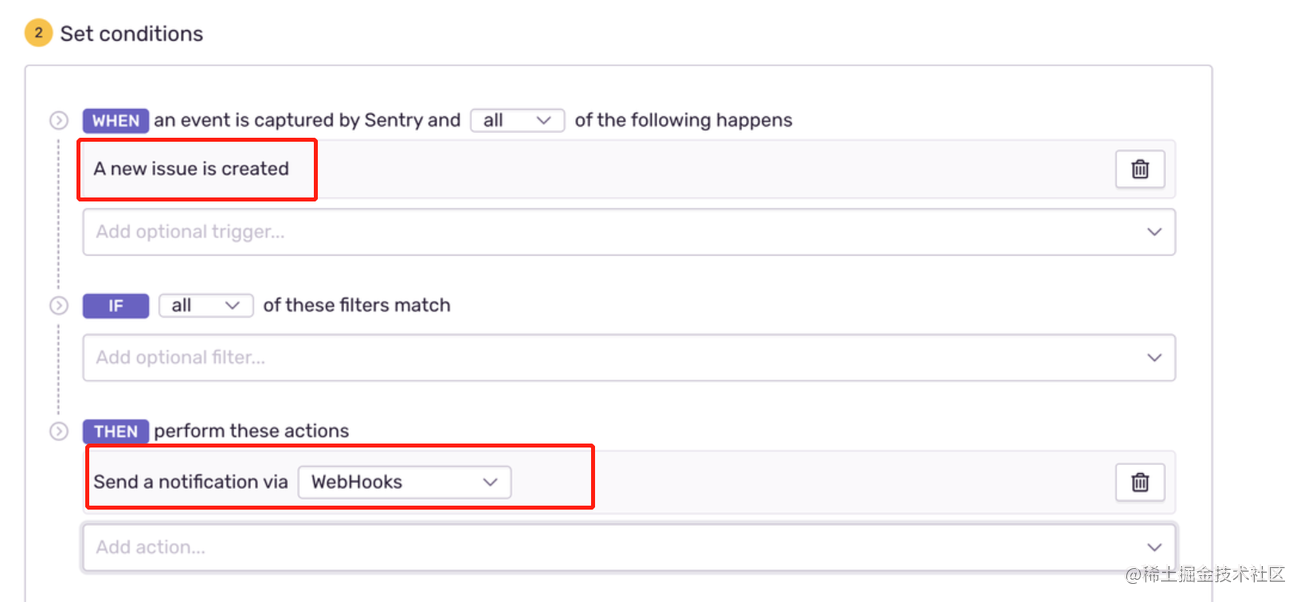 2 Set conditions
WHEN an event is captured by Sentry and all of the following happens
A new issue is created
Add optional trigger...
IF all of these filters match
Add optional filter...
THEN perform these actions
Send a notification via WebHooks
Add action...
@稀土掘金技术社区